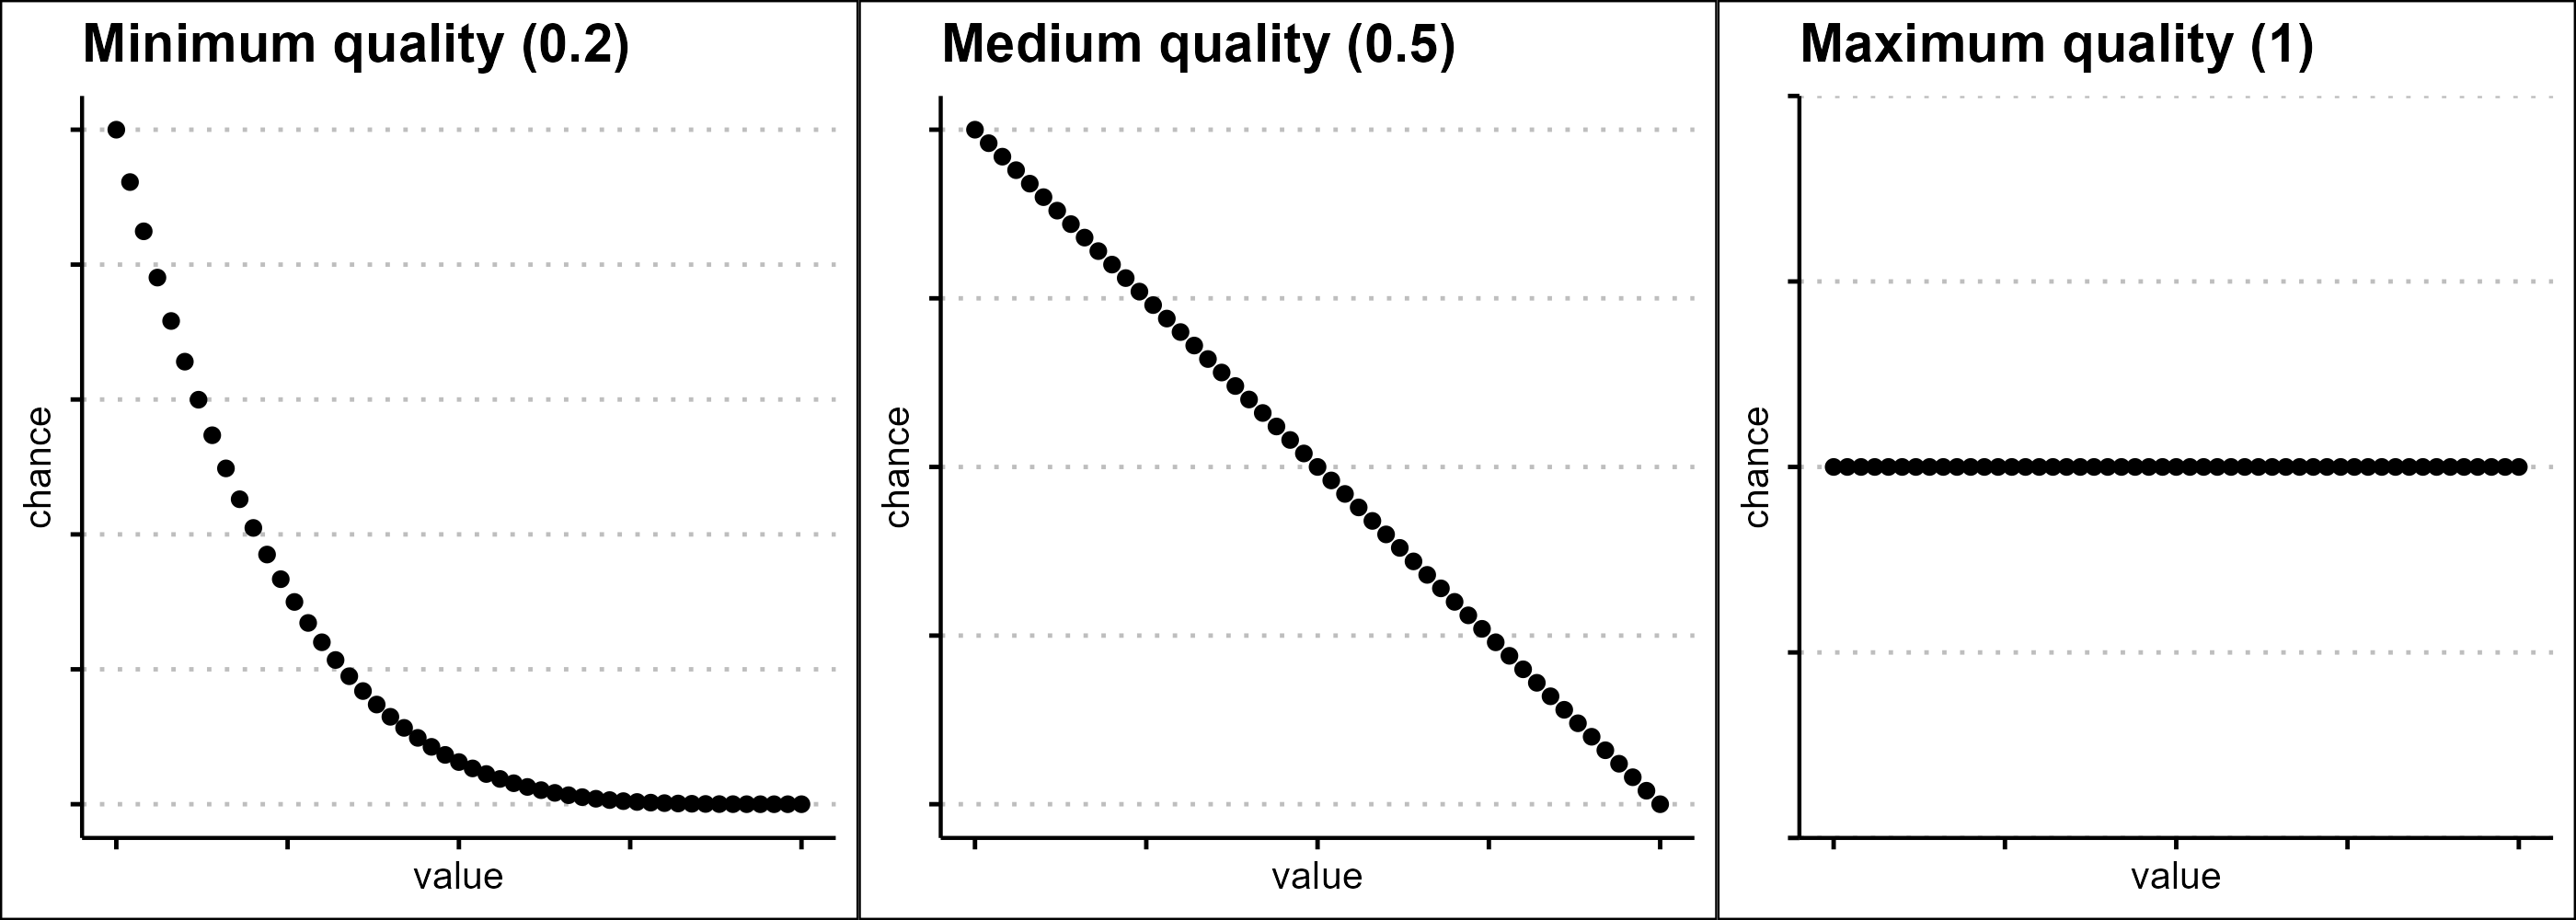 Minimum quality (0.2)
chance
value
Medium quality (0.5)
chance
value
Maximum quality (1)
chance
value